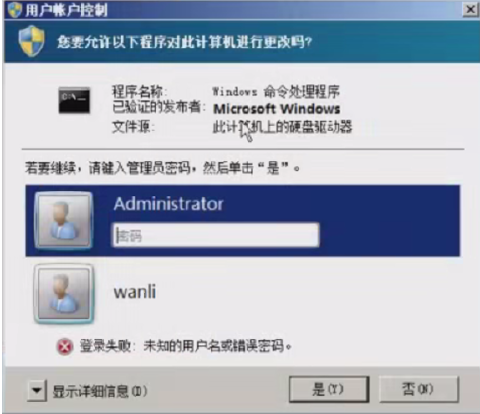 用户帐户控制
您要允许以下程序对此计算机进行更改吗?
程序名称: Windows 命令处理程序
已验证的发布者: Microsoft Windows
文件源: 此计算机上的硬盘驱动器
若要继续，请键入管理员密码，然后单击“是”。
Administrator
密码
wanli
登录失败: 未知的用户名或错误密码。
显示详细信息(D) 是(Y) 否(N)